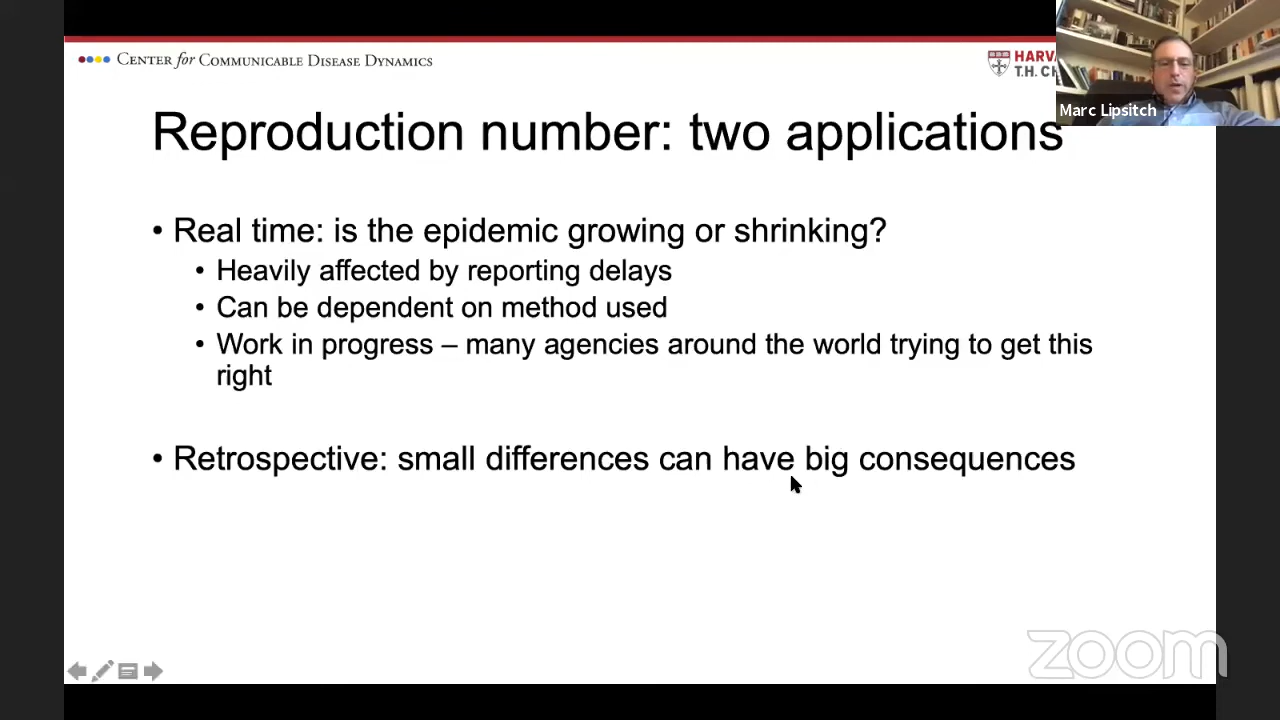 CENTER for COMMUNICABLE DISEASE DYNAMICS
HARVA
T.H. CH
Marc Lipsitch
Reproduction number: two applications
• Real time: is the epidemic growing or shrinking?
• Heavily affected by reporting delays
• Can be dependent on method used
• Work in progress – many agencies around the world trying to get this
right
• Retrospective: small differences can have big consequences
zoom